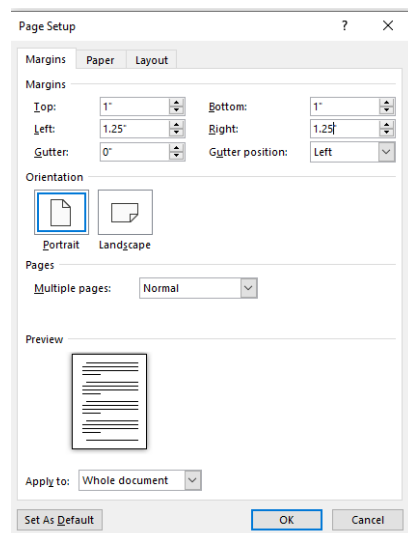 Page Setup ? ×
Margins Paper Layout
Margins
Top: 1" Bottom: 1"
Left: 1.25" Right: 1.25"
Gutter: 0" Gutter position: Left
Orientation
Portrait Landscape
Pages
Multiple pages: Normal
Preview
Apply to: Whole document
Set As Default OK Cancel